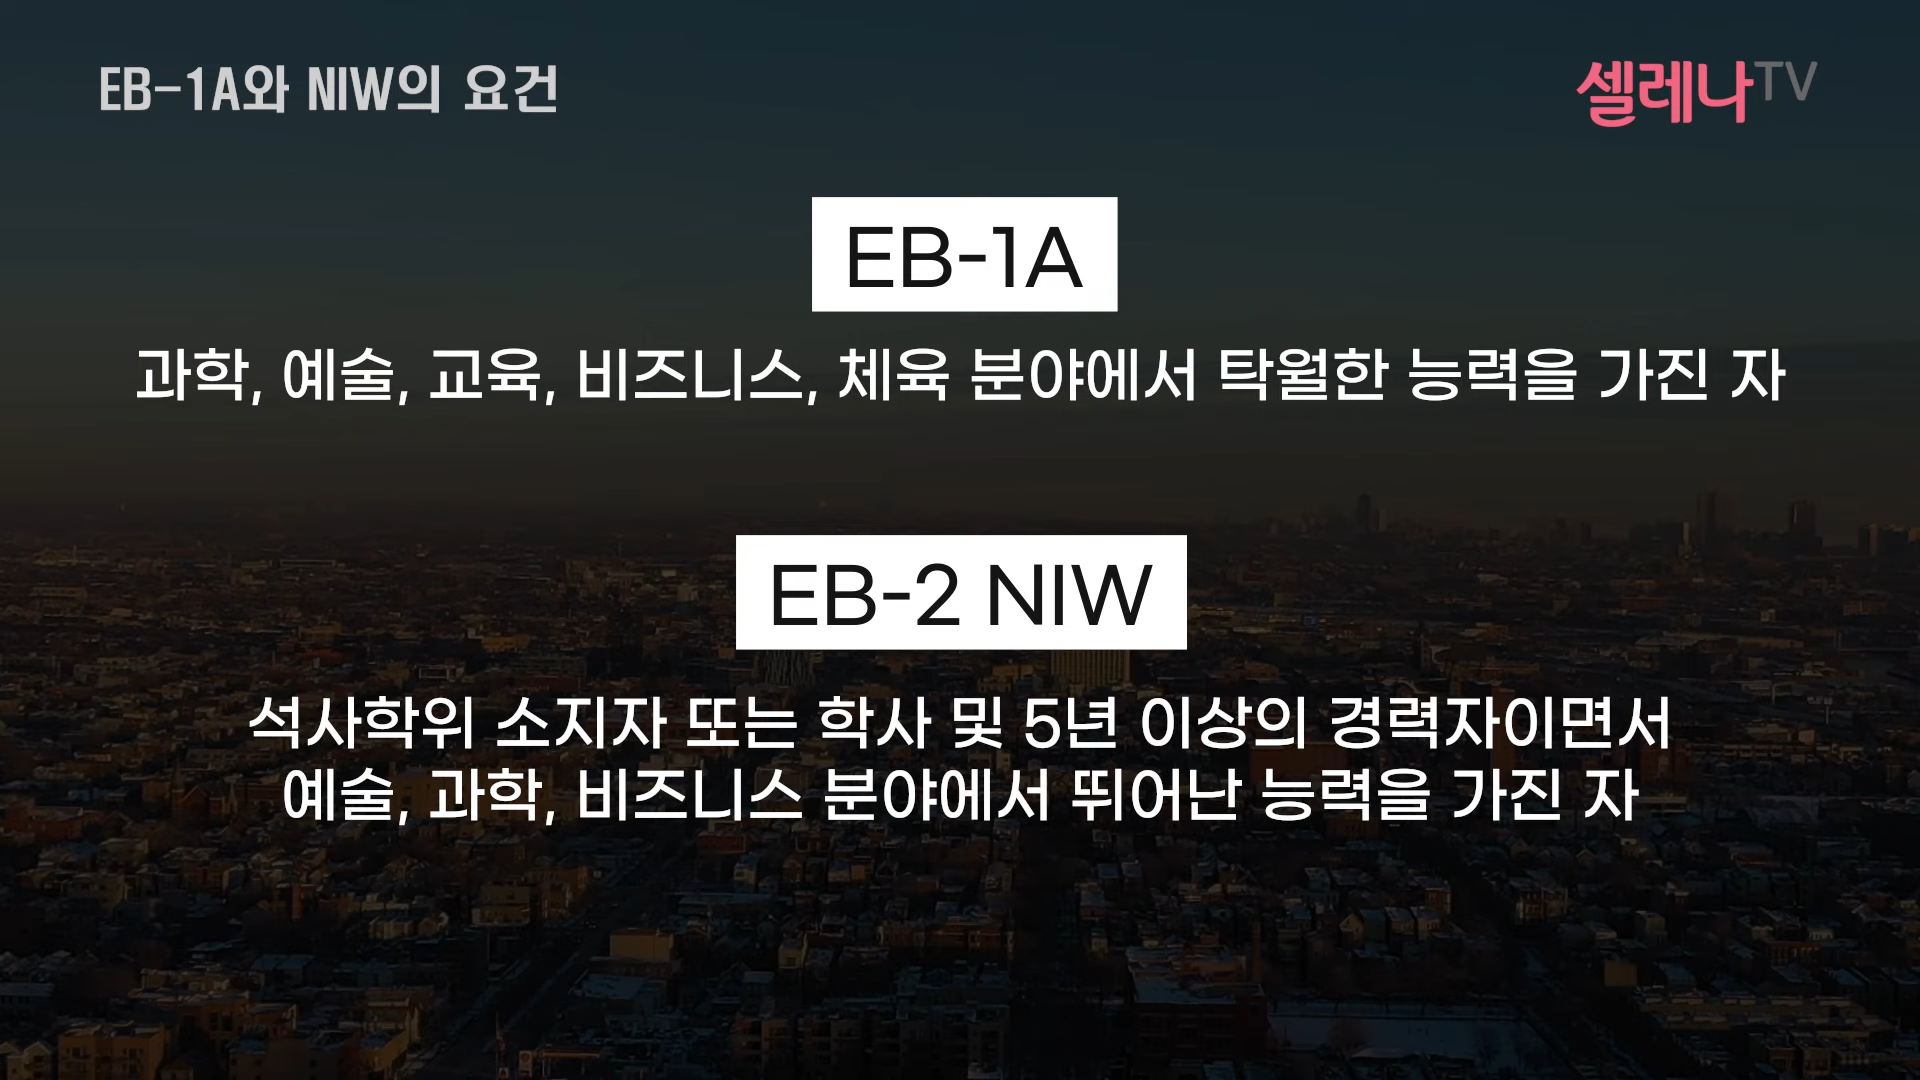 EB-1A와 NIW의 요건
셀레나TV
EB-1A
과학, 예술, 교육, 비즈니스, 체육 분야에서 탁월한 능력을 가진 자
EB-2 NIW
석사학위 소지자 또는 학사 및 5년 이상의 경력자이면서
예술, 과학, 비즈니스 분야에서 뛰어난 능력을 가진 자